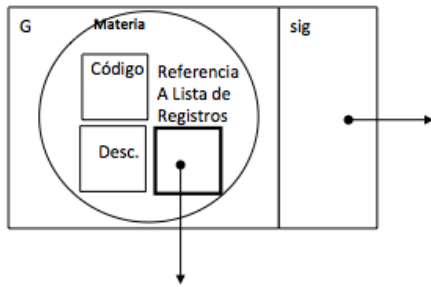 G
Materia
sig
Código
Referencia
A Lista de
Registros
Desc.